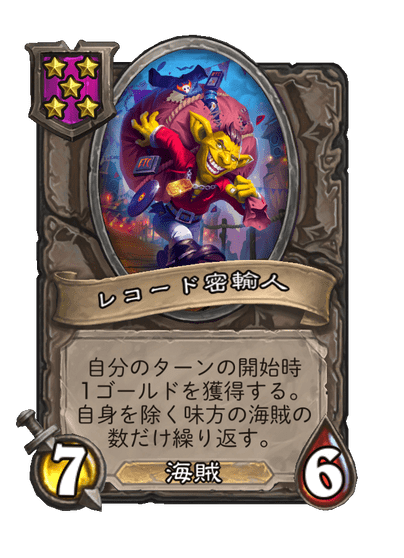 レコード密輸人
自分のターンの開始時
1ゴールドを獲得する。
自身を除く味方の海賊の
数だけ繰り返す。
7
海賊
6